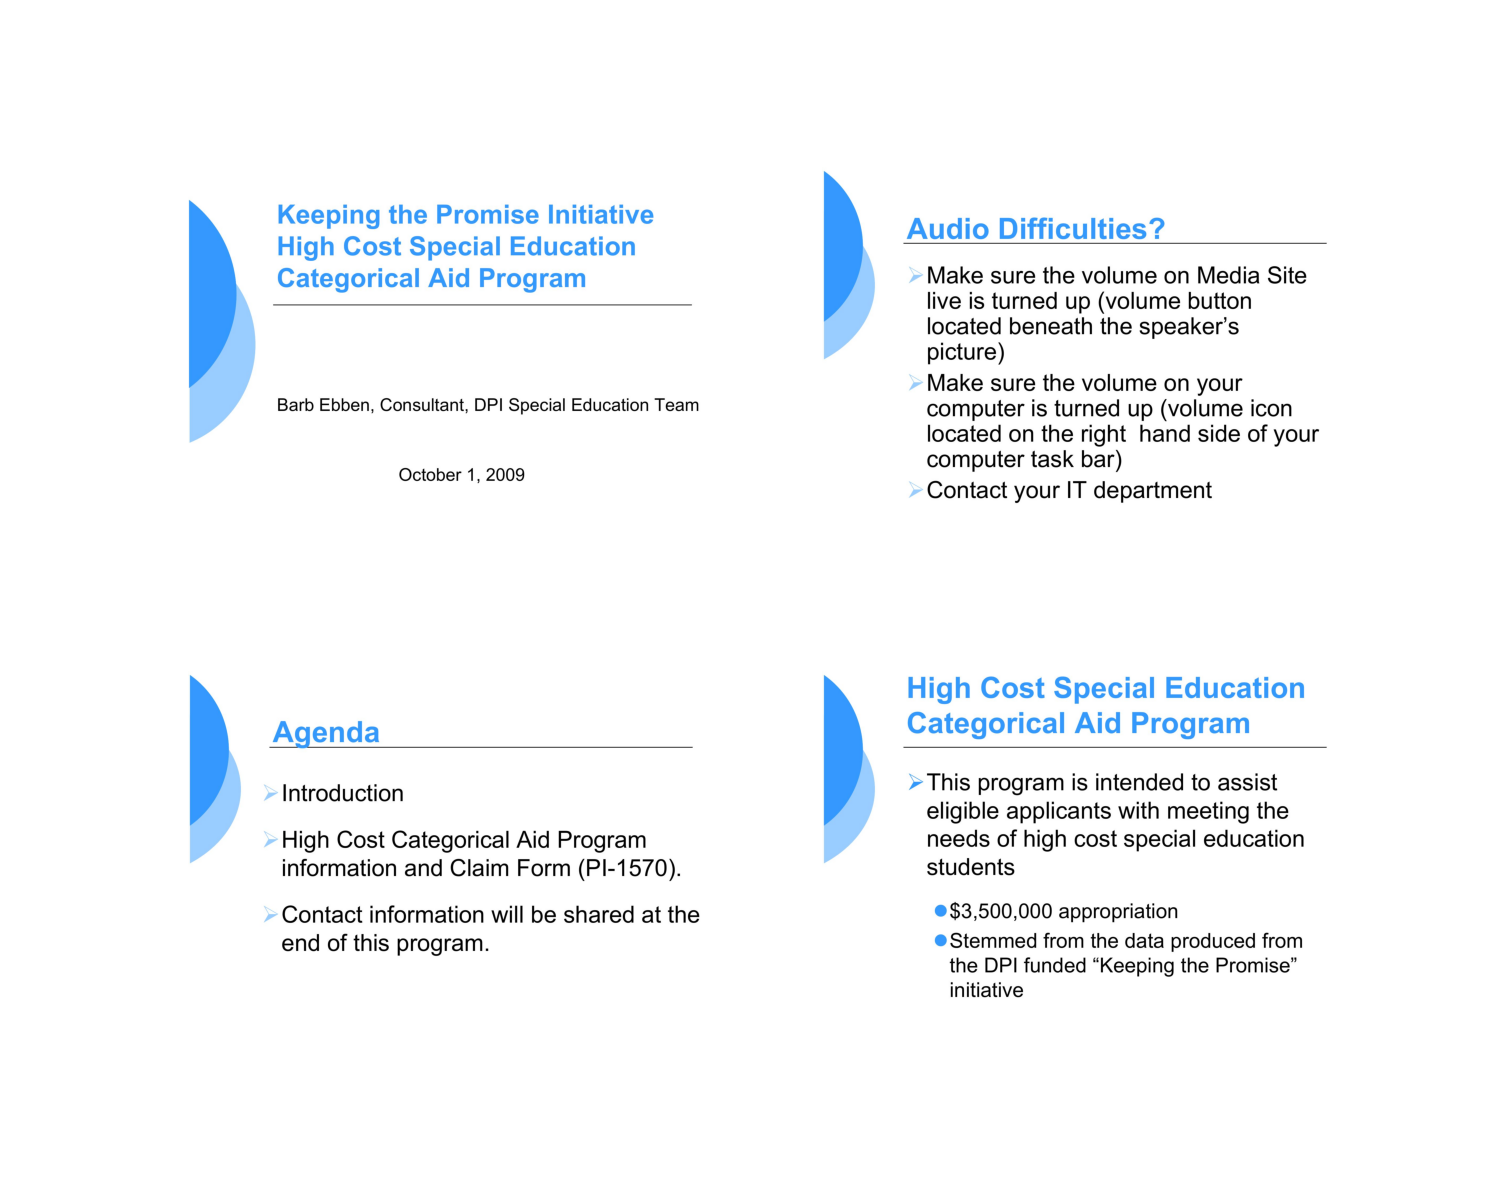 Keeping the Promise Initiative
High Cost Special Education
Categorical Aid Program
Barb Ebben, Consultant, DPI Special Education Team
October 1, 2009
Audio Difficulties?
Make sure the volume on Media Site
live is turned up (volume button
located beneath the speaker’s
picture)
Make sure the volume on your
computer is turned up (volume icon
located on the right  hand side of your
computer task bar)
Contact your IT department
Agenda
Introduction
High Cost Categorical Aid Program
information and Claim Form (PI-1570).
Contact information will be shared at the
end of this program.
High Cost Special Education
Categorical Aid Program
This program is intended to assist
eligible applicants with meeting the
needs of high cost special education
students
$3,500,000 appropriation
Stemmed from the data produced from
the DPI funded “Keeping the Promise”
initiative